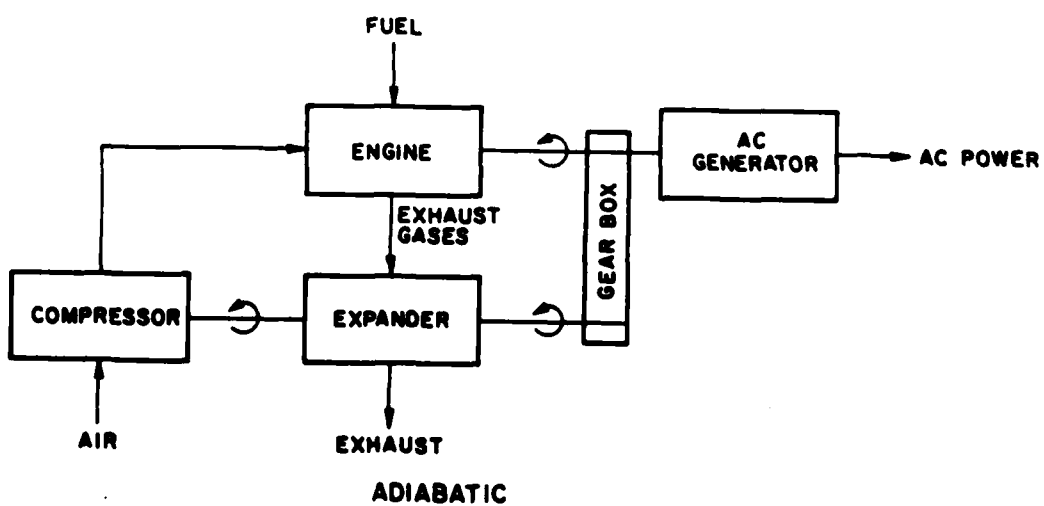 FUEL
ENGINE
AC
GENERATOR
AC POWER
EXHAUST
GASES
GEAR BOX
COMPRESSOR
EXPANDER
AIR
EXHAUST
ADIABATIC